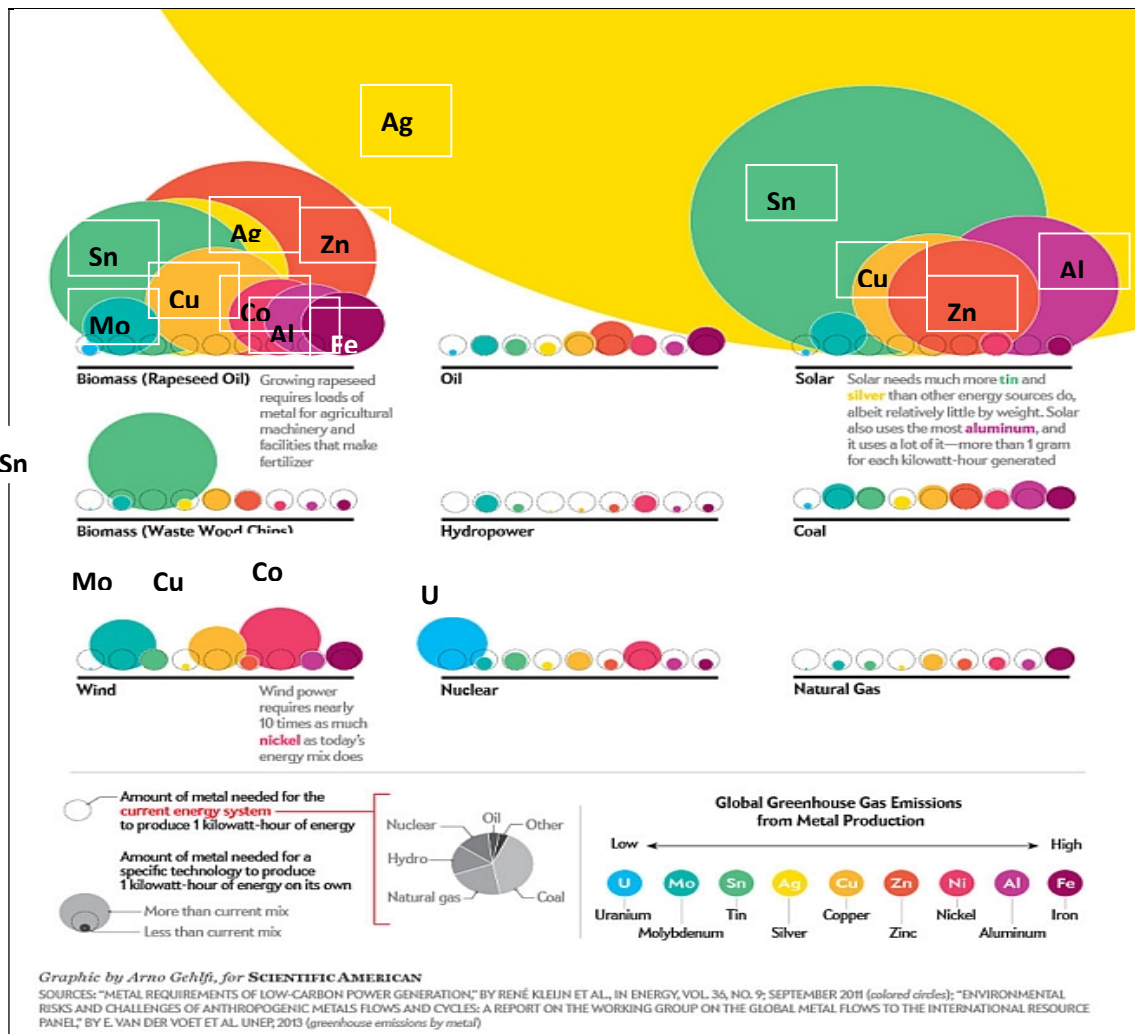 Ag
Sn
Ag
Zn
Sn
Cu
Al
Cu
Co
Zn
Mo
Al
Fe
Biomass (Rapeseed Oil)
Growing rapeseed
requires loads of
metal for agricultural
machinery and
facilities that make
fertilizer
Oil
Solar
Solar needs much more tin and
silver than other energy sources do,
albeit relatively little by weight. Solar
also uses the most aluminum, and
it uses a lot of it—more than 1 gram
for each kilowatt-hour generated
Sn
Biomass (Waste Wood Chips)
Hydropower
Coal
Mo
Cu
Co
U
Wind
Wind power
requires nearly
10 times as much
nickel as today's
energy mix does
Nuclear
Natural Gas
Amount of metal needed for the
current energy system
to produce 1 kilowatt-hour of energy
Amount of metal needed for a
specific technology to produce
1 kilowatt-hour of energy on its own
More than current mix
Less than current mix
Oil
Nuclear
Other
Hydro
Natural gas
Coal
Global Greenhouse Gas Emissions
from Metal Production
Low
High
U
Mo
Sn
Ag
Cu
Zn
Ni
Al
Fe
Uranium
Tin
Copper
Nickel
Iron
Molybdenum
Silver
Zinc
Aluminum
Graphic by Arno Gehlfi, for SCIENTIFIC AMERICAN
SOURCES: "METAL REQUIREMENTS OF LOW-CARBON POWER GENERATION," BY RENÉ KLEIJN ET AL., IN ENERGY, VOL. 36, NO. 9; SEPTEMBER 2011 (colored circles); "ENVIRONMENTAL
RISKS AND CHALLENGES OF ANTHROPOGENIC METALS FLOWS AND CYCLES: A REPORT ON THE WORKING GROUP ON THE GLOBAL METAL FLOWS TO THE INTERNATIONAL RESOURCE
PANEL," BY E. VAN DER VOET ET AL. UNEP, 2013 (greenhouse emissions by metal)